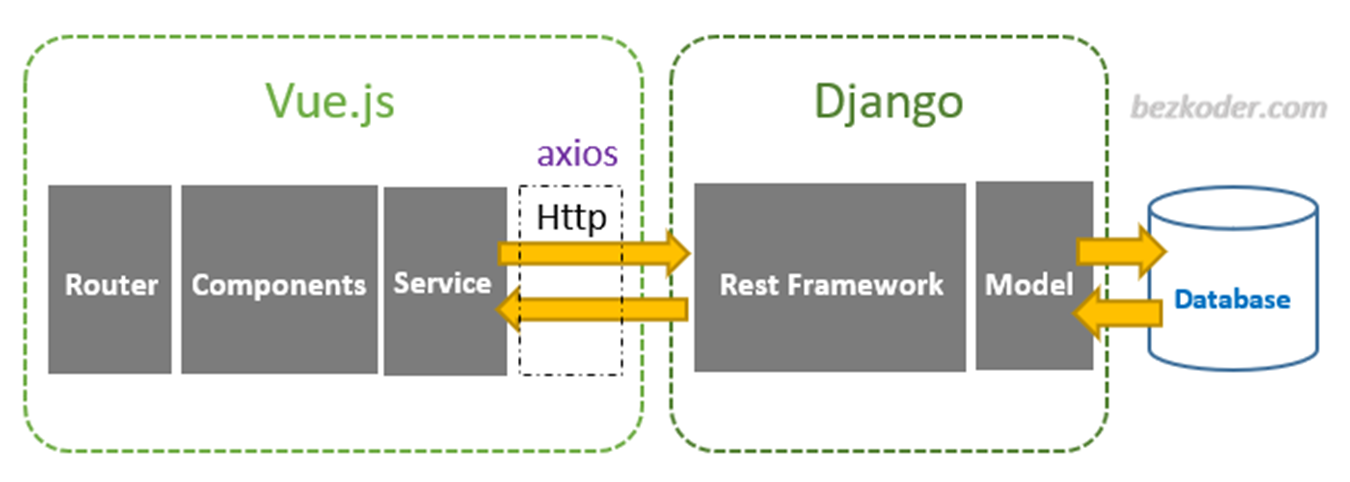 Vue.js
Django
bezkoder.com
axios
Http
Router
Components
Service
Rest Framework
Model
Database